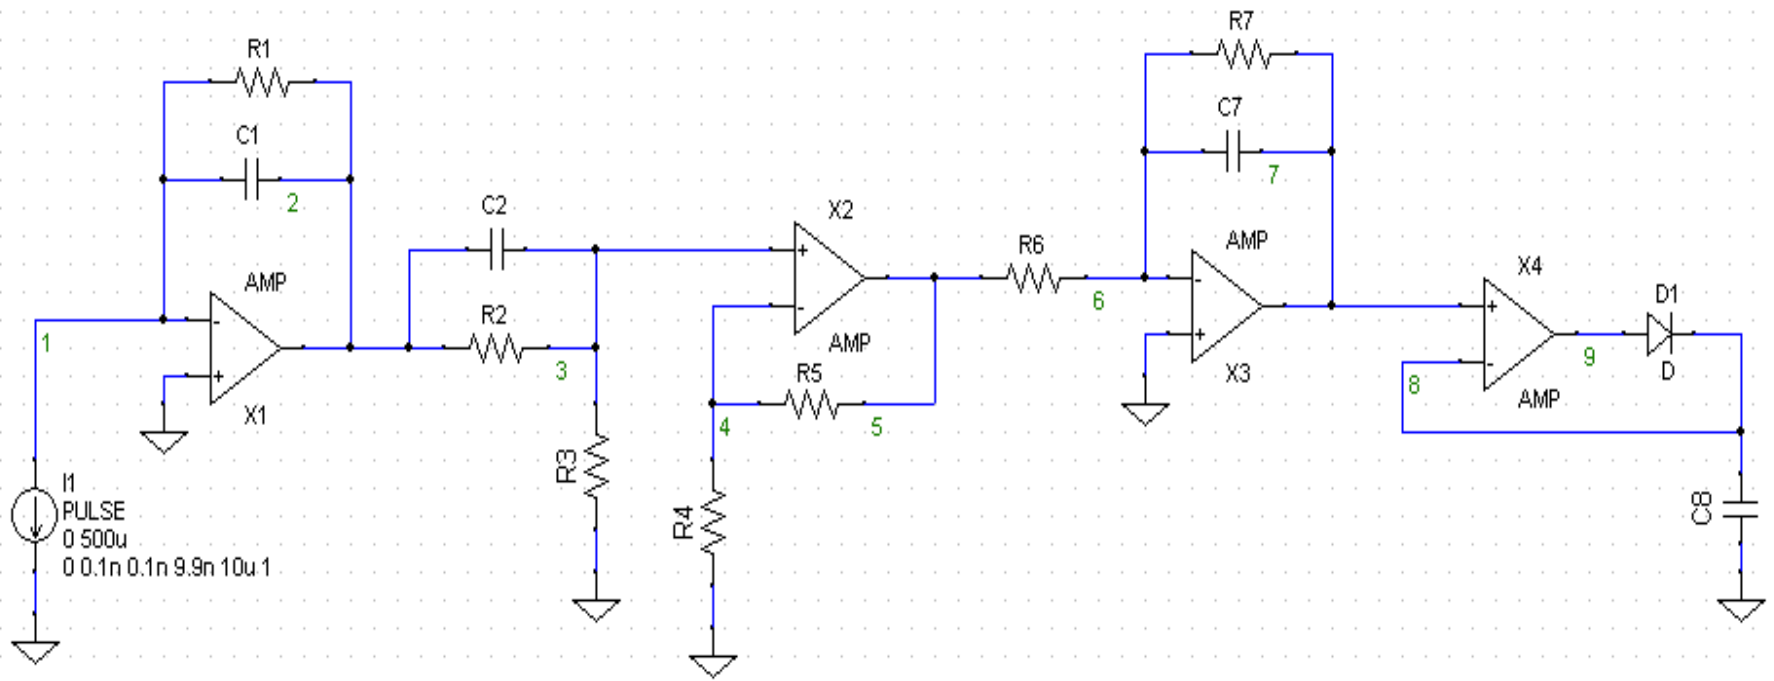 R7
R1
C7
C1
7
2
C2
X2
AMP
R6
X4
AMP
6
D1
R2
1
3
AMP
X3
9
D
R5
8
AMP
X1
4
5
R3
I1
PULSE
0 500u
0 0.1n 0.1n 9.9n 10u 1
R4
C8
+
-
-
+
-
+
+
-